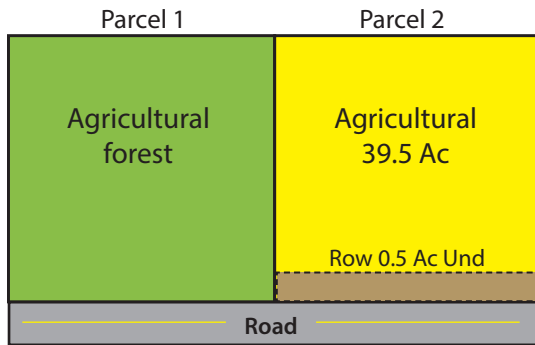 Parcel 1
Parcel 2
Agricultural
forest
Agricultural
39.5 Ac
Row 0.5 Ac Und
Road